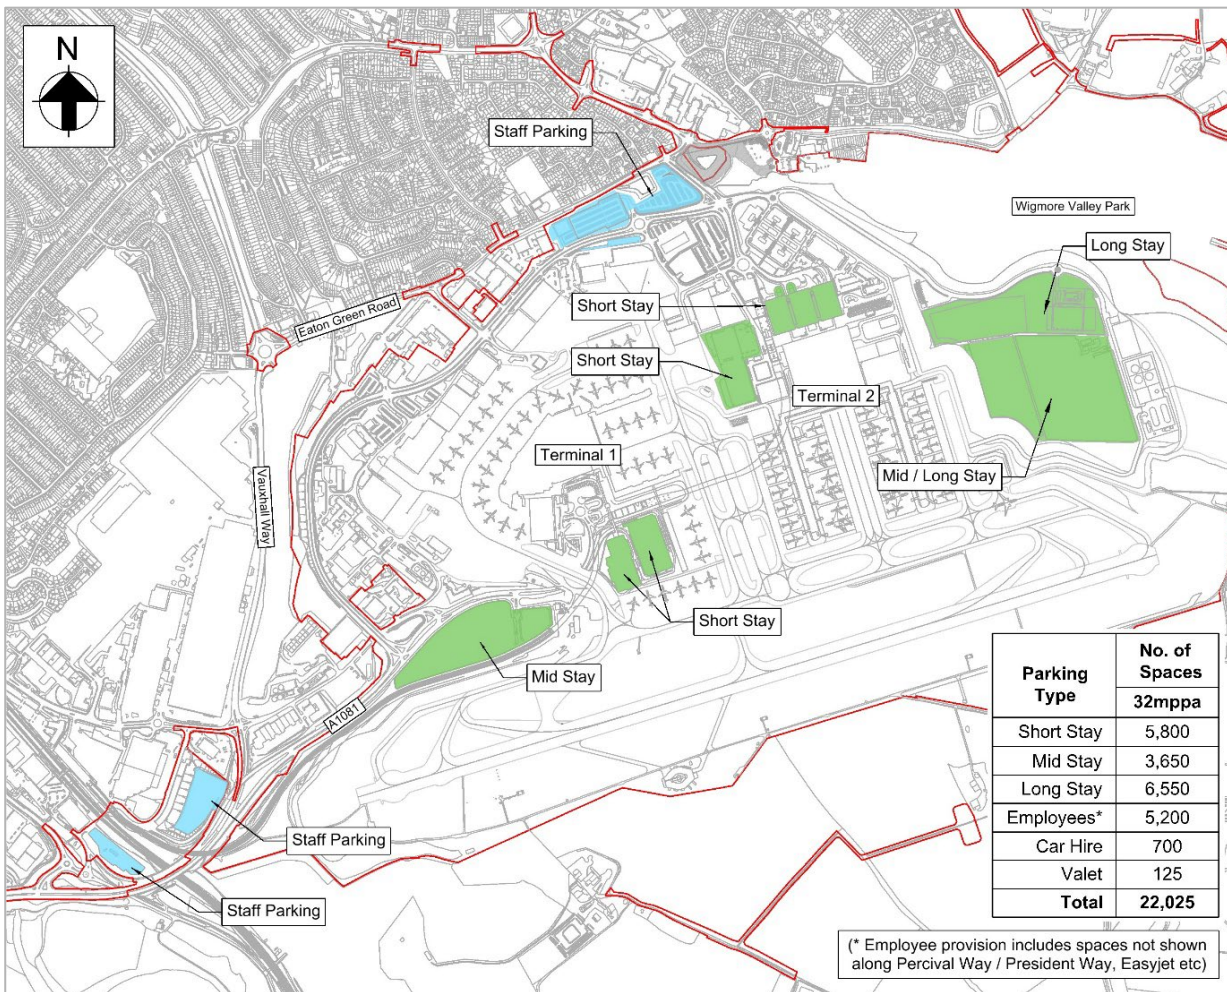 N
Staff Parking
Wigmore Valley Park
Long Stay
Short Stay
Eaton Green Road
Short Stay
Terminal 2
Terminal 1
Mid / Long Stay
Vauxhall Way
Short Stay
Mid Stay
A1081
Staff Parking
Staff Parking
Parking Type No. of Spaces
32mppa
Short Stay 5,800
Mid Stay 3,650
Long Stay 6,550
Employees* 5,200
Car Hire 700
Valet 125
Total 22,025
(* Employee provision includes spaces not shown
along Percival Way / President Way, Easyjet etc)